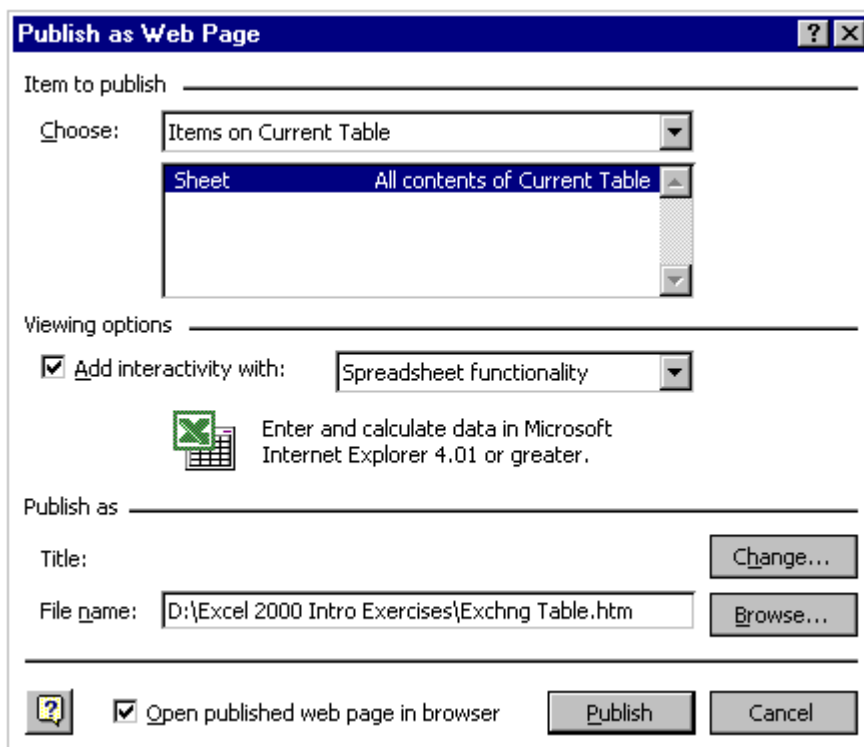 Publish as Web Page
Item to publish
Choose: Items on Current Table
Sheet All contents of Current Table
Viewing options
Add interactivity with: Spreadsheet functionality
Enter and calculate data in Microsoft
Internet Explorer 4.01 or greater.
Publish as
Title: Change...
File name: D:\Excel 2000 Intro Exercises\Exchng Table.htm Browse...
Open published web page in browser Publish Cancel